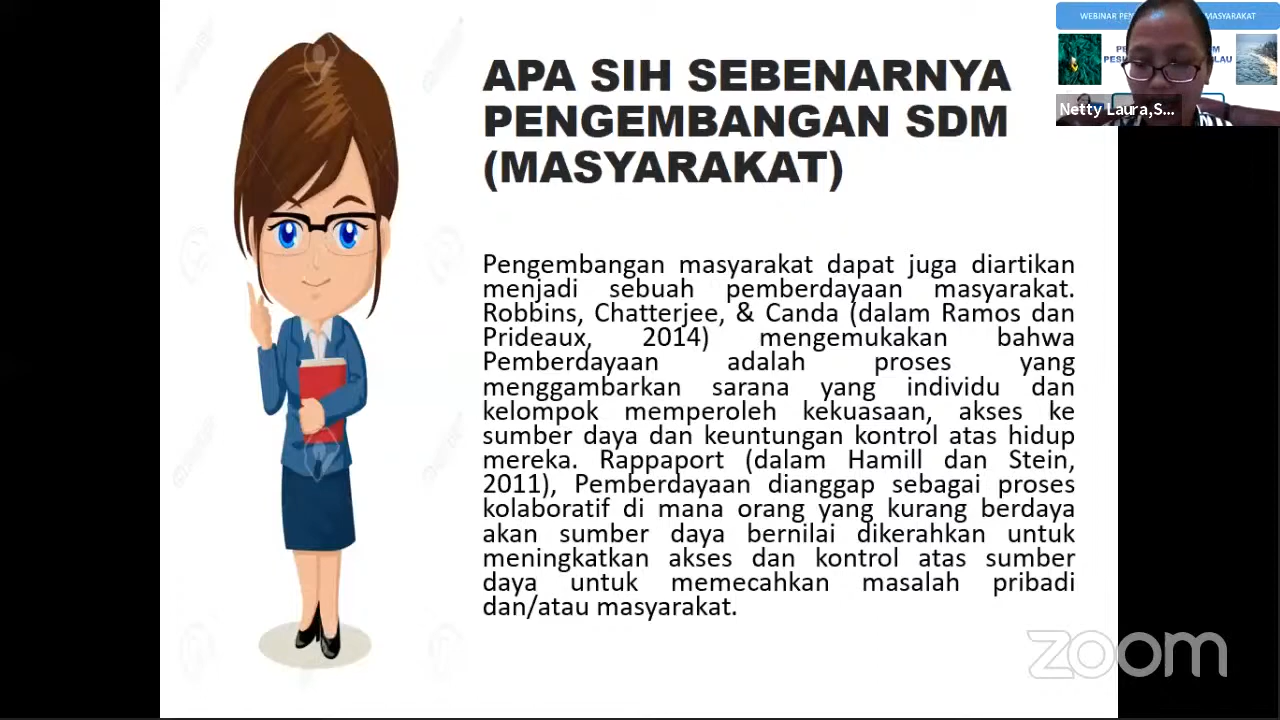 APA SIH SEBENARNYA
PENGEMBANGAN SDM
(MASYARAKAT)
Pengembangan masyarakat dapat juga diartikan
menjadi sebuah pemberdayaan masyarakat.
Robbins, Chatterjee, & Canda (dalam Ramos dan
Prideaux, 2014) mengemukakan bahwa
Pemberdayaan adalah proses yang
menggambarkan sarana yang individu dan
kelompok memperoleh kekuasaan, akses ke
sumber daya dan keuntungan kontrol atas hidup
mereka. Rappaport (dalam Hamill dan Stein,
2011), Pemberdayaan dianggap sebagai proses
kolaboratif di mana orang yang kurang berdaya
akan sumber daya bernilai dikerahkan untuk
meningkatkan akses dan kontrol atas sumber
daya untuk memecahkan masalah pribadi
dan/atau masyarakat.
WEBINAR MASYARAKAT
Netty Laura,S...
zoom